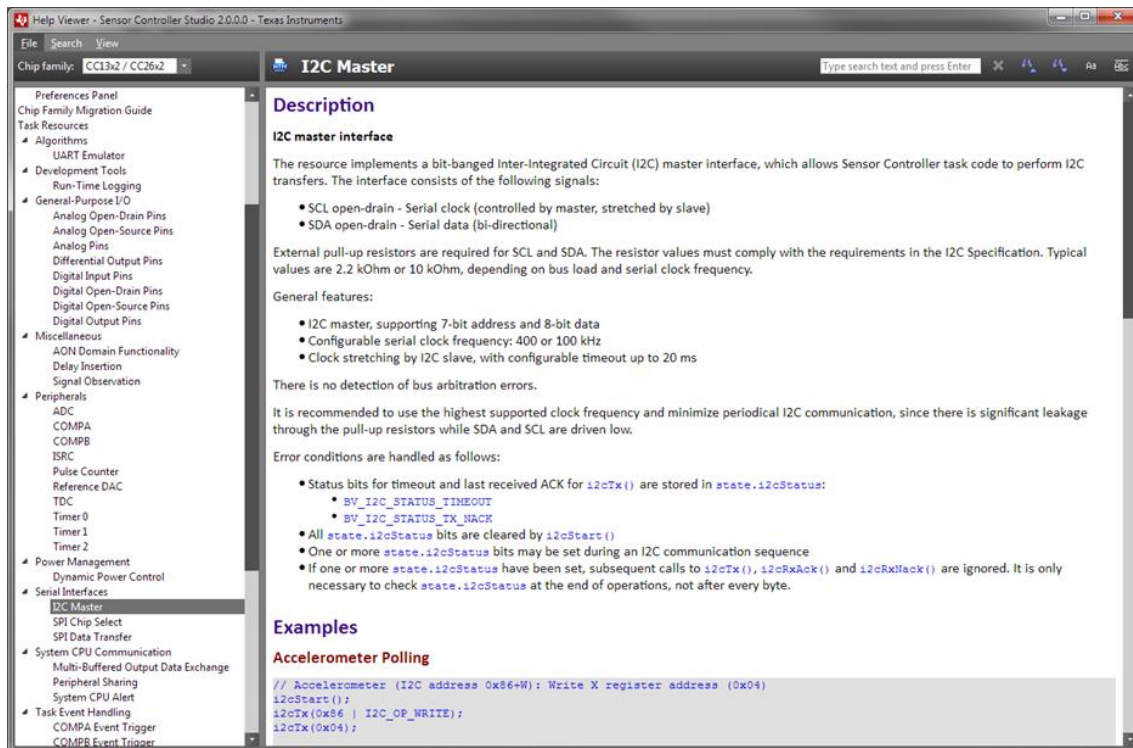 Help Viewer - Sensor Controller Studio 2.0.0.0 - Texas Instruments
File Search View
Chip family: CC13x2 / CC26x2
I2C Master
Type search text and press Enter
Aa
Preferences Panel
Chip Family Migration Guide
Task Resources
Algorithms
UART Emulator
Development Tools
Run-Time Logging
General-Purpose I/O
Analog Open-Drain Pins
Analog Open-Source Pins
Analog Pins
Differential Output Pins
Digital Input Pins
Digital Open-Drain Pins
Digital Open-Source Pins
Digital Output Pins
Miscellaneous
AON Domain Functionality
Delay Insertion
Signal Observation
Peripherals
ADC
COMPA
COMPB
ISRC
Pulse Counter
Reference DAC
TDC
Timer 0
Timer 1
Timer 2
Power Management
Dynamic Power Control
Serial Interfaces
I2C Master
SPI Chip Select
SPI Data Transfer
System CPU Communication
Multi-Buffered Output Data Exchange
Peripheral Sharing
System CPU Alert
Task Event Handling
COMPA Event Trigger
COMPB Event Trigger
Description
I2C master interface
The resource implements a bit-banged Inter-Integrated Circuit (I2C) master interface, which allows Sensor Controller task code to perform I2C
transfers. The interface consists of the following signals:
• SCL open-drain - Serial clock (controlled by master, stretched by slave)
• SDA open-drain - Serial data (bi-directional)
External pull-up resistors are required for SCL and SDA. The resistor values must comply with the requirements in the I2C Specification. Typical
values are 2.2 kOhm or 10 kOhm, depending on bus load and serial clock frequency.
General features:
• I2C master, supporting 7-bit address and 8-bit data
• Configurable serial clock frequency: 400 or 100 kHz
• Clock stretching by I2C slave, with configurable timeout up to 20 ms
There is no detection of bus arbitration errors.
It is recommended to use the highest supported clock frequency and minimize periodical I2C communication, since there is significant leakage
through the pull-up resistors while SDA and SCL are driven low.
Error conditions are handled as follows:
• Status bits for timeout and last received ACK for i2cTx() are stored in state.i2cStatus:
• BV_I2C_STATUS_TIMEOUT
• BV_I2C_STATUS_TX_NACK
• All state.i2cStatus bits are cleared by i2cStart()
• One or more state.i2cStatus bits may be set during an I2C communication sequence
• If one or more state.i2cStatus have been set, subsequent calls to i2cTx(), i2cRxAck() and i2cRxNack() are ignored. It is only
necessary to check state.i2cStatus at the end of operations, not after every byte.
Examples
Accelerometer Polling
// Accelerometer (I2C address 0x86+W): Write X register address (0x04)
i2cStart();
i2cTx(0x86 | I2C_OP_WRITE);
i2cTx(0x04);